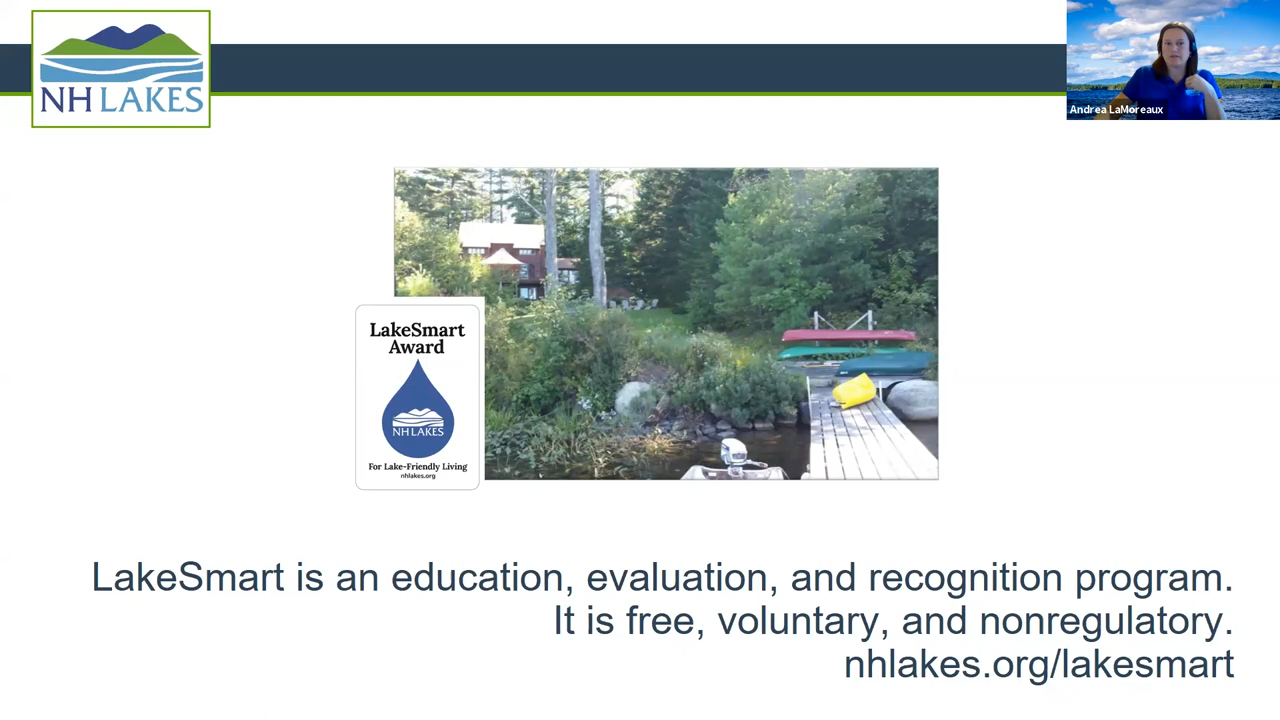 NH LAKES
Andrea LaMoreaux
LakeSmart
Award
NH LAKES
For Lake-Friendly Living
nhlakes.org
LakeSmart is an education, evaluation, and recognition program.
It is free, voluntary, and nonregulatory.
nhlakes.org/lakesmart